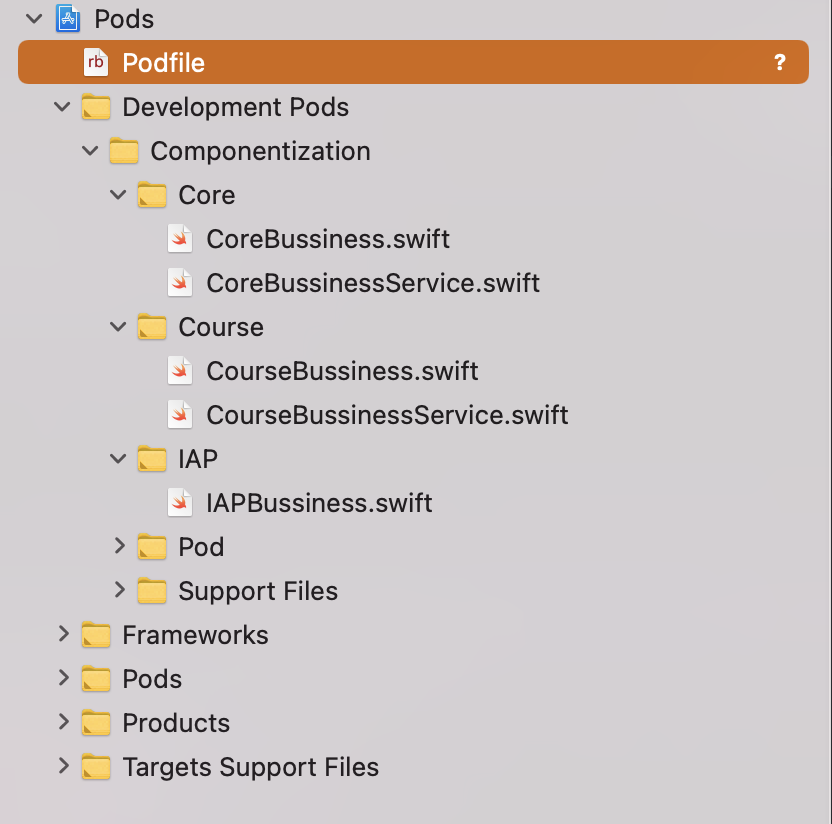 Pods
rb Podfile ?
Development Pods
Componentization
Core
CoreBussiness.swift
CoreBussinessService.swift
Course
CourseBussiness.swift
CourseBussinessService.swift
IAP
IAPBussiness.swift
Pod
Support Files
Frameworks
Pods
Products
Targets Support Files